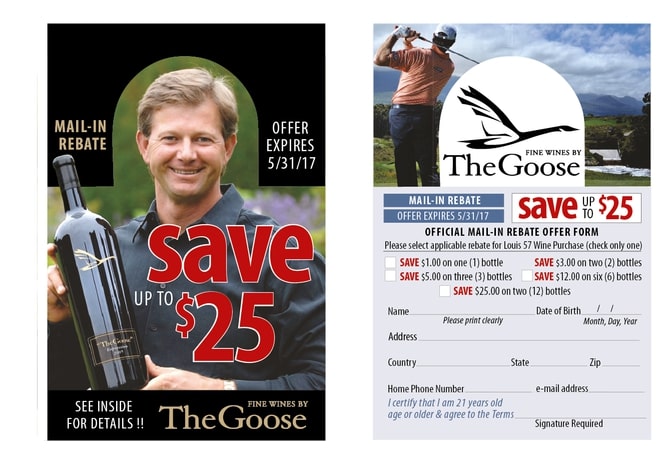 MAIL-IN
REBATE
OFFER
EXPIRES
5/31/17
"The Goose"
save
UP TO
$25
SEE INSIDE
FOR DETAILS !!
FINE WINES BY
The Goose
FINE WINES BY
The Goose
MAIL-IN REBATE
OFFER EXPIRES 5/31/17
save UP TO $25
OFFICIAL MAIL-IN REBATE OFFER FORM
Please select applicable rebate for Louis 57 Wine Purchase (check only one)
SAVE $1.00 on one (1) bottle SAVE $3.00 on two (2) bottles
SAVE $5.00 on three (3) bottles SAVE $12.00 on six (6) bottles
SAVE $25.00 on two (12) bottles
Name Date of Birth / /
Please print clearly Month, Day, Year
Address
Country State Zip
Home Phone Number e-mail address
I certify that I am 21 years old
age or older & agree to the Terms
Signature Required